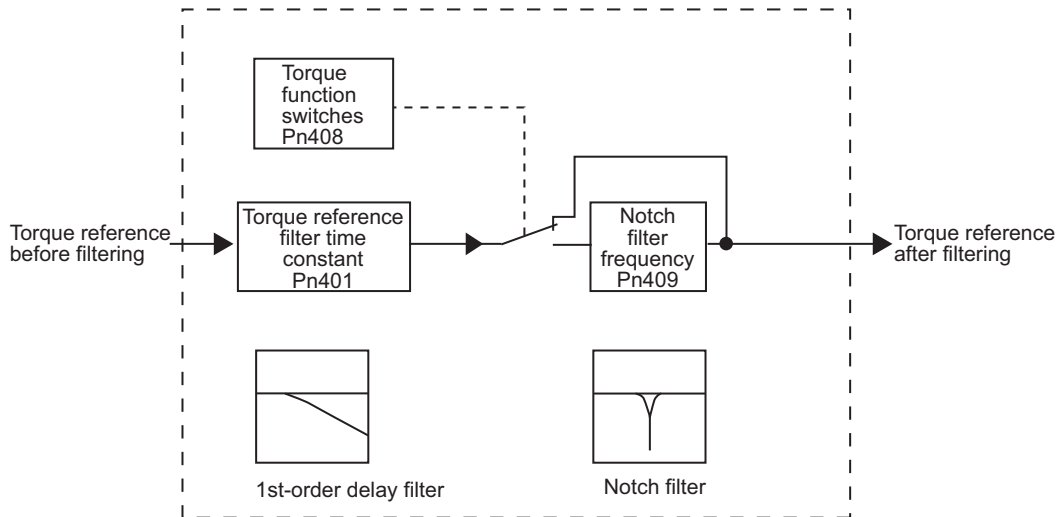 Torque
function
switches
Pn408
Torque reference
before filtering
Torque reference
filter time
constant
Pn401
Notch
filter
frequency
Pn409
Torque reference
after filtering
1st-order delay filter
Notch filter